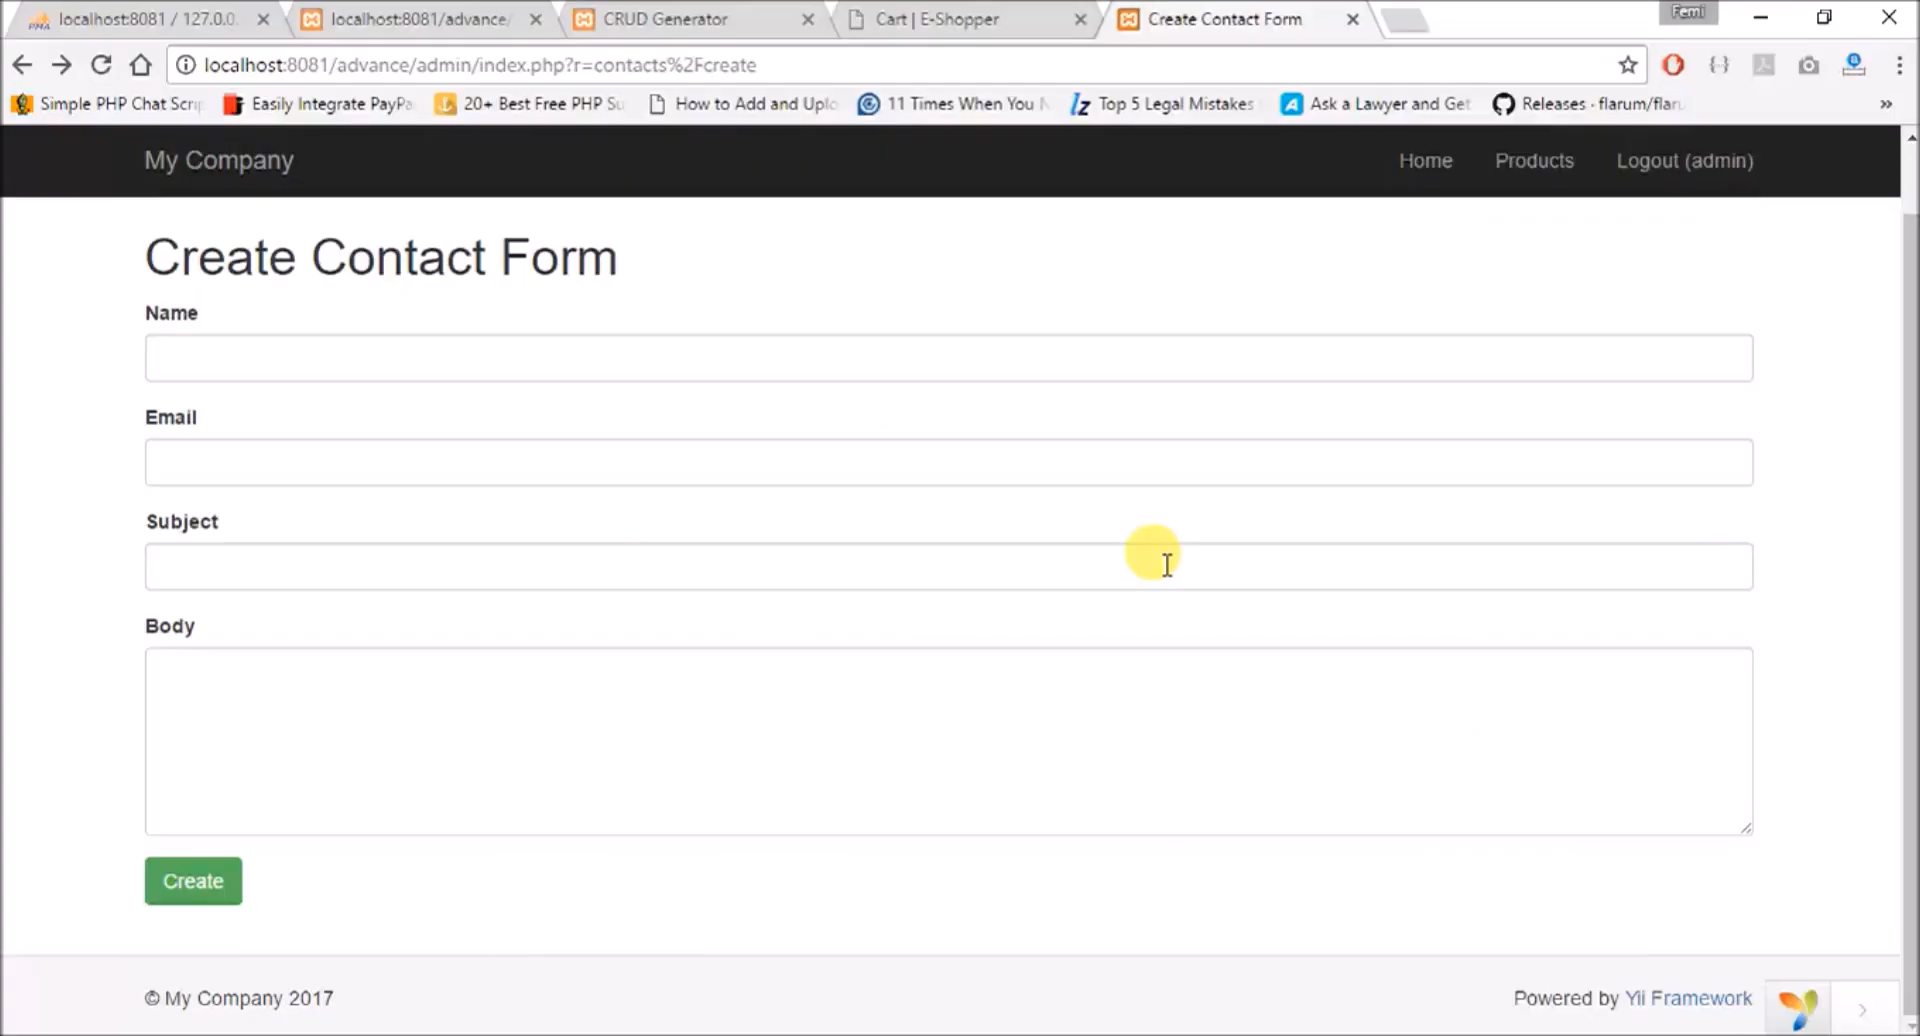 localhost:8081 / 127.0.0. localhost:8081/advance/ CRUD Generator Cart | E-Shopper Create Contact Form Femi
localhost:8081/advance/admin/index.php?r=contacts%2Fcreate
Simple PHP Chat Scri Easily Integrate PayPa 20+ Best Free PHP Su How to Add and Uplo 11 Times When You N Top 5 Legal Mistakes Ask a Lawyer and Get Releases · flarum/flaru »
My Company Home Products Logout (admin)
Create Contact Form
Name
Email
Subject
Body
Create
© My Company 2017 Powered by Yii Framework